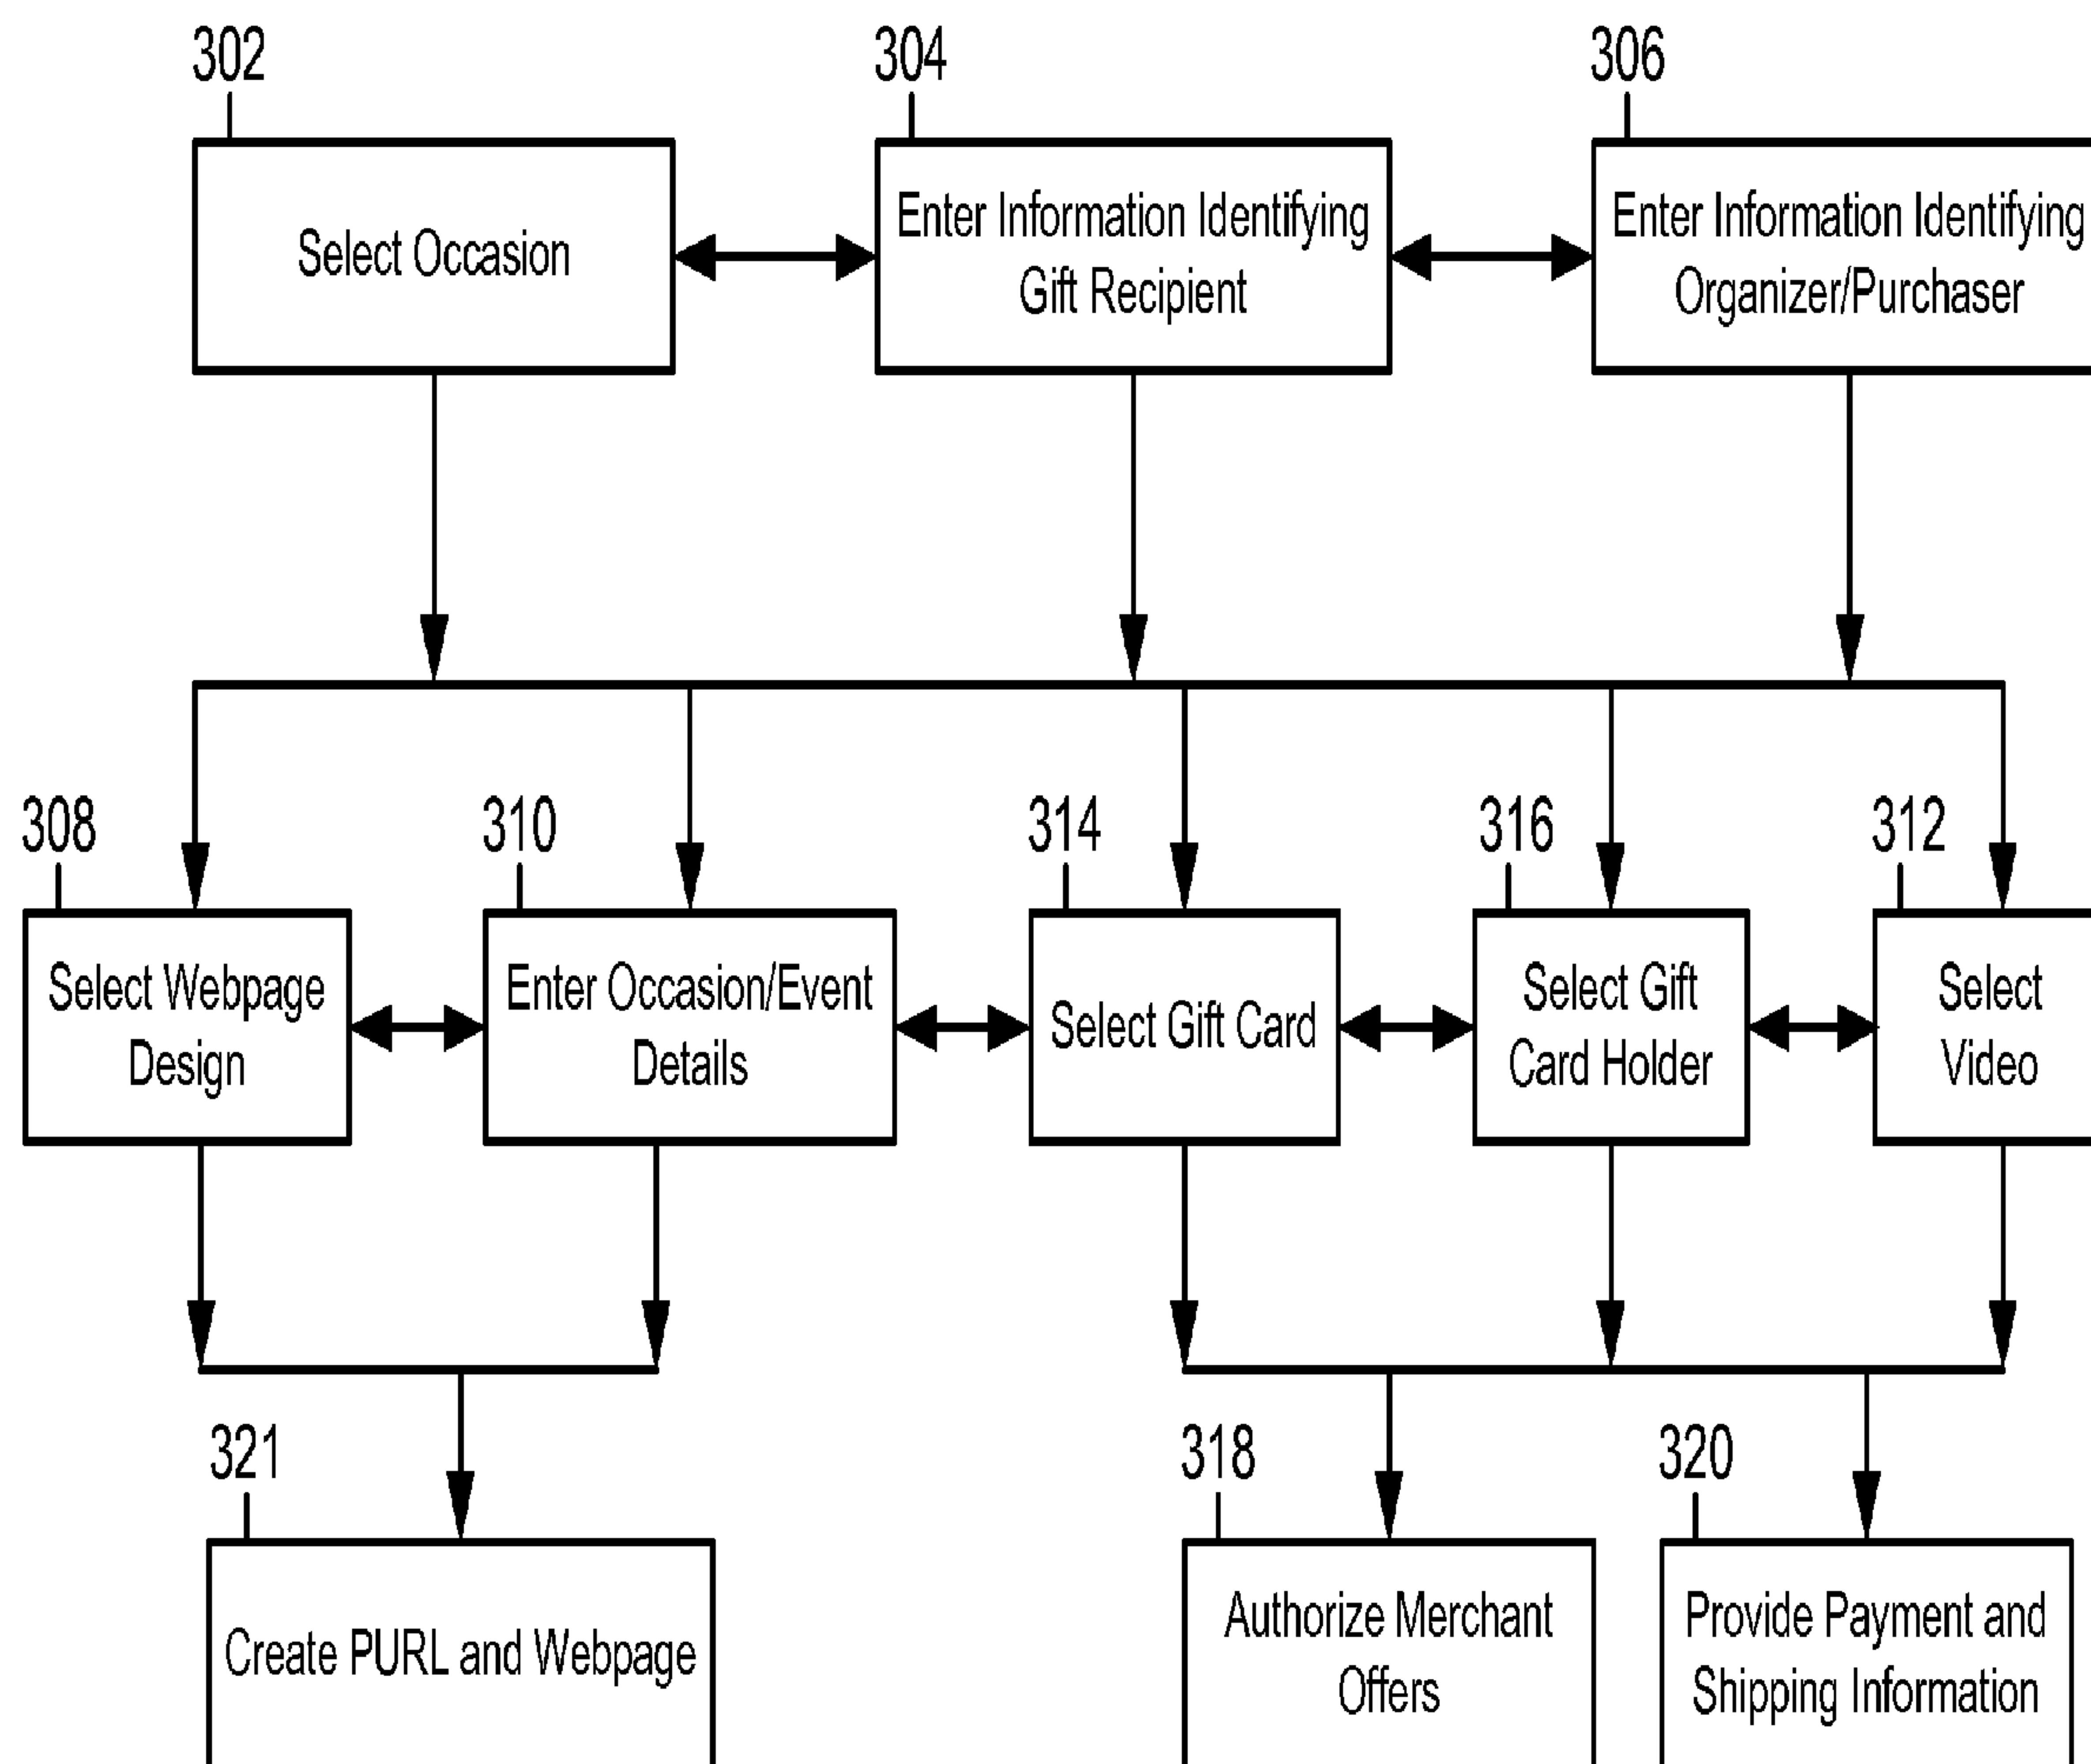 302
304
306
Select Occasion
Enter Information Identifying
Gift Recipient
Enter Information Identifying
Organizer/Purchaser
308
310
314
316
312
Select Webpage
Design
Enter Occasion/Event
Details
Select Gift Card
Select Gift
Card Holder
Select
Video
321
318
320
Create PURL and Webpage
Authorize Merchant
Offers
Provide Payment and
Shipping Information